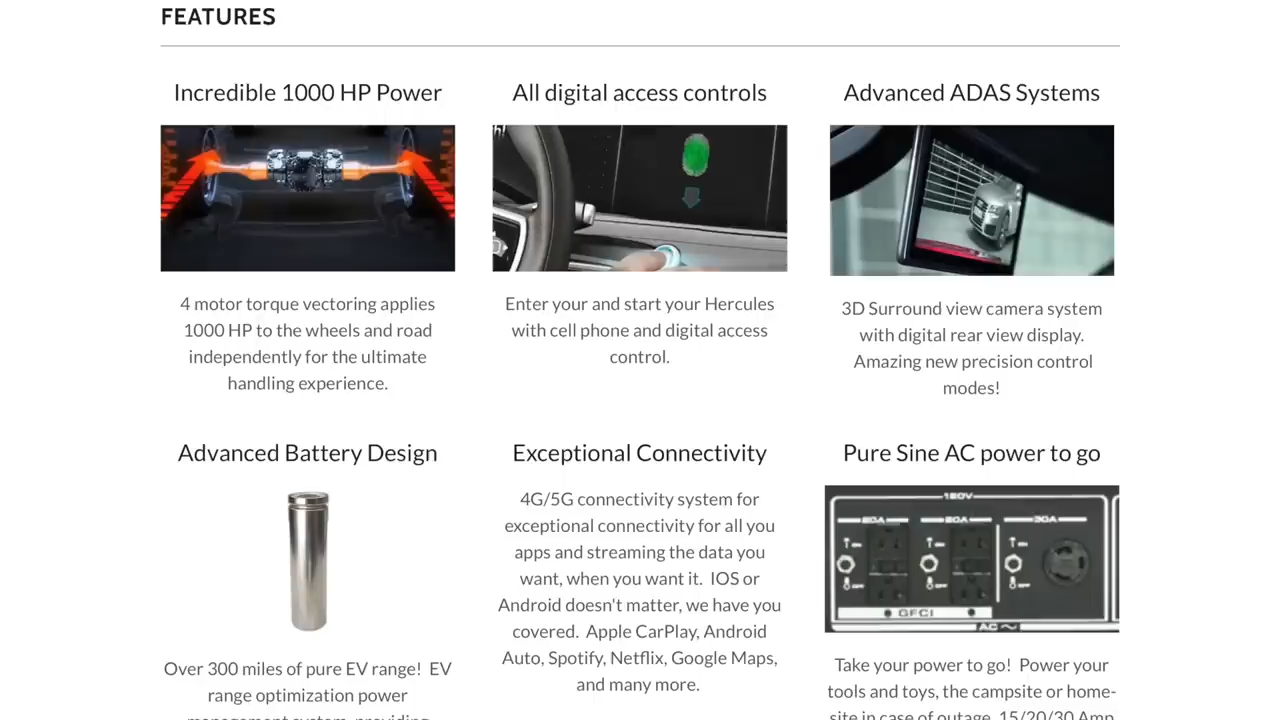 FEATURES
Incredible 1000 HP Power
All digital access controls
Advanced ADAS Systems
4 motor torque vectoring applies
1000 HP to the wheels and road
independently for the ultimate
handling experience.
Enter your and start your Hercules
with cell phone and digital access
control.
3D Surround view camera system
with digital rear view display.
Amazing new precision control
modes!
Advanced Battery Design
Exceptional Connectivity
Pure Sine AC power to go
Over 300 miles of pure EV range!  EV
range optimization power
management system, providing
4G/5G connectivity system for
exceptional connectivity for all you
apps and streaming the data you
want, when you want it.  IOS or
Android doesn't matter, we have you
covered.  Apple CarPlay, Android
Auto, Spotify, Netflix, Google Maps,
and many more.
20A
30A
GFCI
AC
Take your power to go!  Power your
tools and toys, the campsite or home-
site in case of outage. 15/20/30 Amp